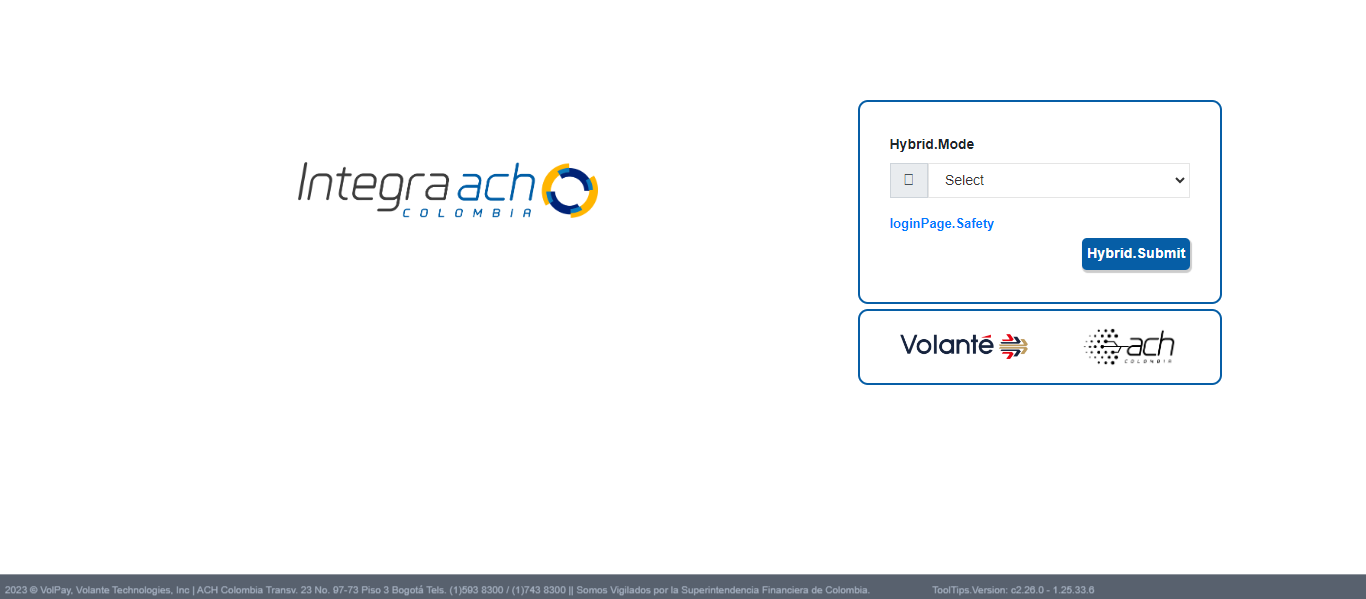 Integra ach
COLOMBIA
Hybrid.Mode
Select
loginPage.Safety
Hybrid.Submit
Volanté
ach
COLOMBIA
2023 © VolPay, Volante Technologies, Inc | ACH Colombia Transv. 23 No. 97-73 Piso 3 Bogotá Tels. (1)593 8300 / (1)743 8300 || Somos Vigilados por la Superintendencia Financiera de Colombia.
ToolTips.Version: c2.26.0 - 1.25.33.6